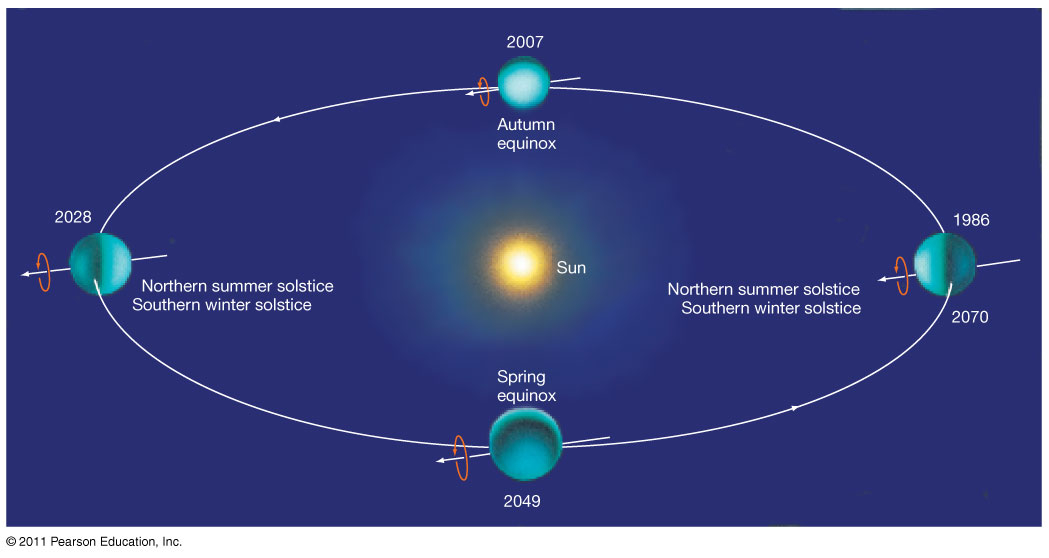 2007
Autumn
equinox
2028
1986
Sun
Northern summer solstice
Southern winter solstice
Northern summer solstice
Southern winter solstice
2070
Spring
equinox
2049
© 2011 Pearson Education, Inc.